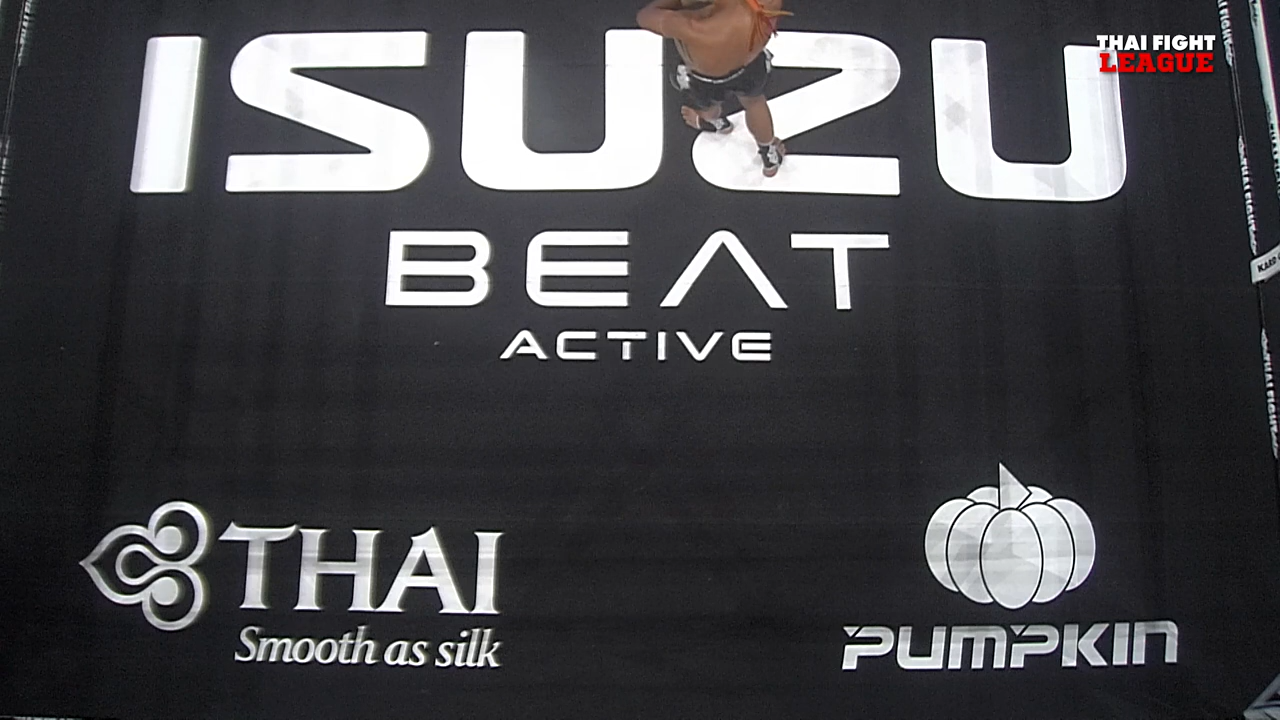 THAI FIGHT
LEAGUE
ISUZU
BEAT
ACTIVE
THAI
Smooth as silk
PUMPKIN